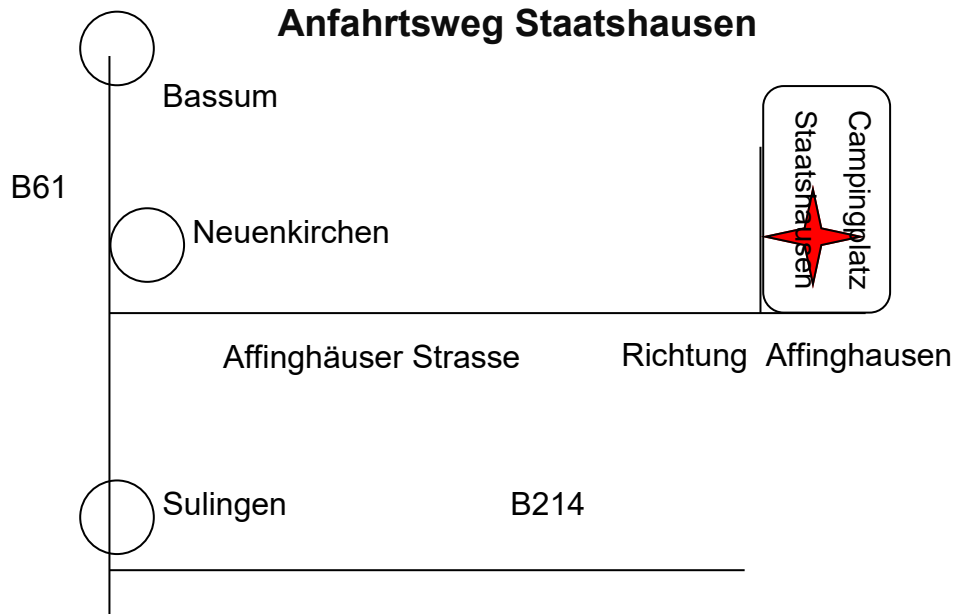 Anfahrtsweg Staatshausen
Bassum
B61
Neuenkirchen
Campingplatz
Staatshausen
Affinghäuser Strasse
Richtung Affinghausen
Sulingen
B214